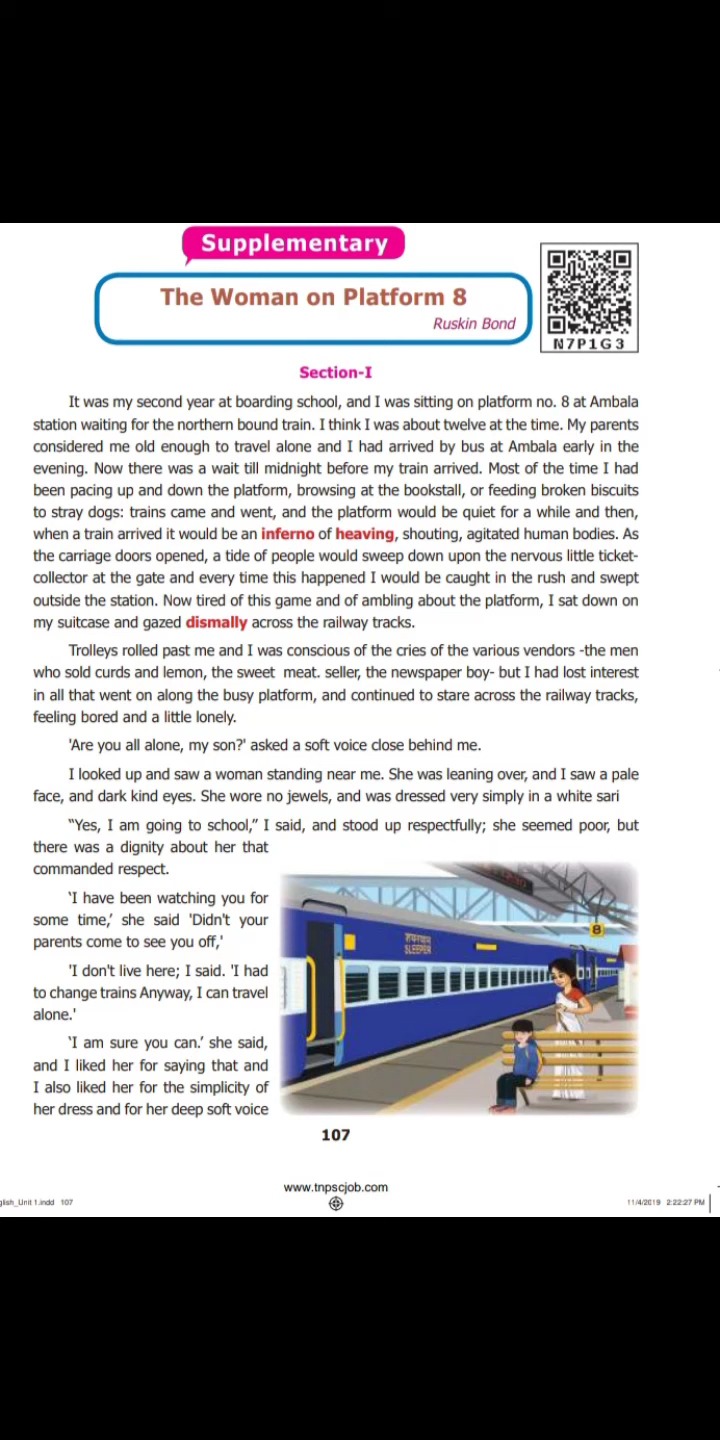 Supplementary
The Woman on Platform 8
Ruskin Bond
N7P1G3
Section-I
It was my second year at boarding school, and I was sitting on platform no. 8 at Ambala
station waiting for the northern bound train. I think I was about twelve at the time. My parents
considered me old enough to travel alone and I had arrived by bus at Ambala early in the
evening. Now there was a wait till midnight before my train arrived. Most of the time I had
been pacing up and down the platform, browsing at the bookstall, or feeding broken biscuits
to stray dogs: trains came and went, and the platform would be quiet for a while and then,
when a train arrived it would be an inferno of heaving, shouting, agitated human bodies. As
the carriage doors opened, a tide of people would sweep down upon the nervous little ticket-
collector at the gate and every time this happened I would be caught in the rush and swept
outside the station. Now tired of this game and of ambling about the platform, I sat down on
my suitcase and gazed dismally across the railway tracks.
Trolleys rolled past me and I was conscious of the cries of the various vendors -the men
who sold curds and lemon, the sweet meat. seller, the newspaper boy- but I had lost interest
in all that went on along the busy platform, and continued to stare across the railway tracks,
feeling bored and a little lonely.
'Are you all alone, my son?' asked a soft voice close behind me.
I looked up and saw a woman standing near me. She was leaning over, and I saw a pale
face, and dark kind eyes. She wore no jewels, and was dressed very simply in a white sari
“Yes, I am going to school,” I said, and stood up respectfully; she seemed poor, but
there was a dignity about her that
commanded respect.
‘I have been watching you for
some time,’ she said 'Didn't your
parents come to see you off,'
'I don't live here; I said. 'I had
to change trains Anyway, I can travel
alone.'
‘I am sure you can.’ she said,
and I liked her for saying that and
I also liked her for the simplicity of
her dress and for her deep soft voice
शयनयान
SLEEPER
8
107
www.tnpscjob.com
glish_Unit 1.indd 107
11/4/2019 2:22:27 PM